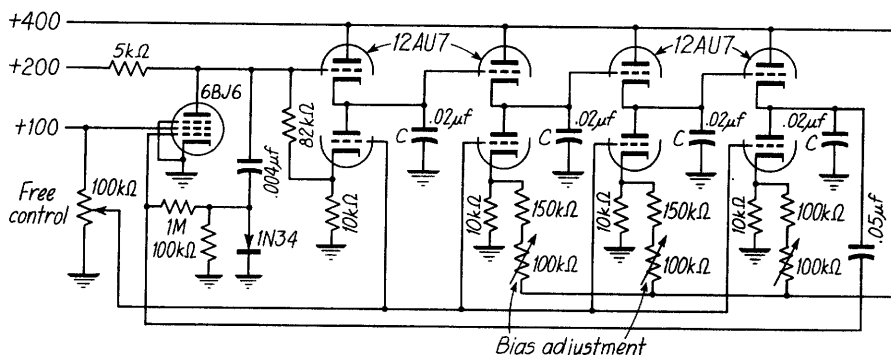 +400
12AU7
12AU7
5kΩ
+200
6BJ6
+100
82kΩ
.02µf
C
.02µf
C
.02µf
C
.02µf
C
.004µf
100kΩ
Free
control
1M
100kΩ
1N34
10kΩ
10kΩ
150kΩ
100kΩ
10kΩ
150kΩ
100kΩ
10kΩ
100kΩ
100kΩ
.05µf
Bias adjustment